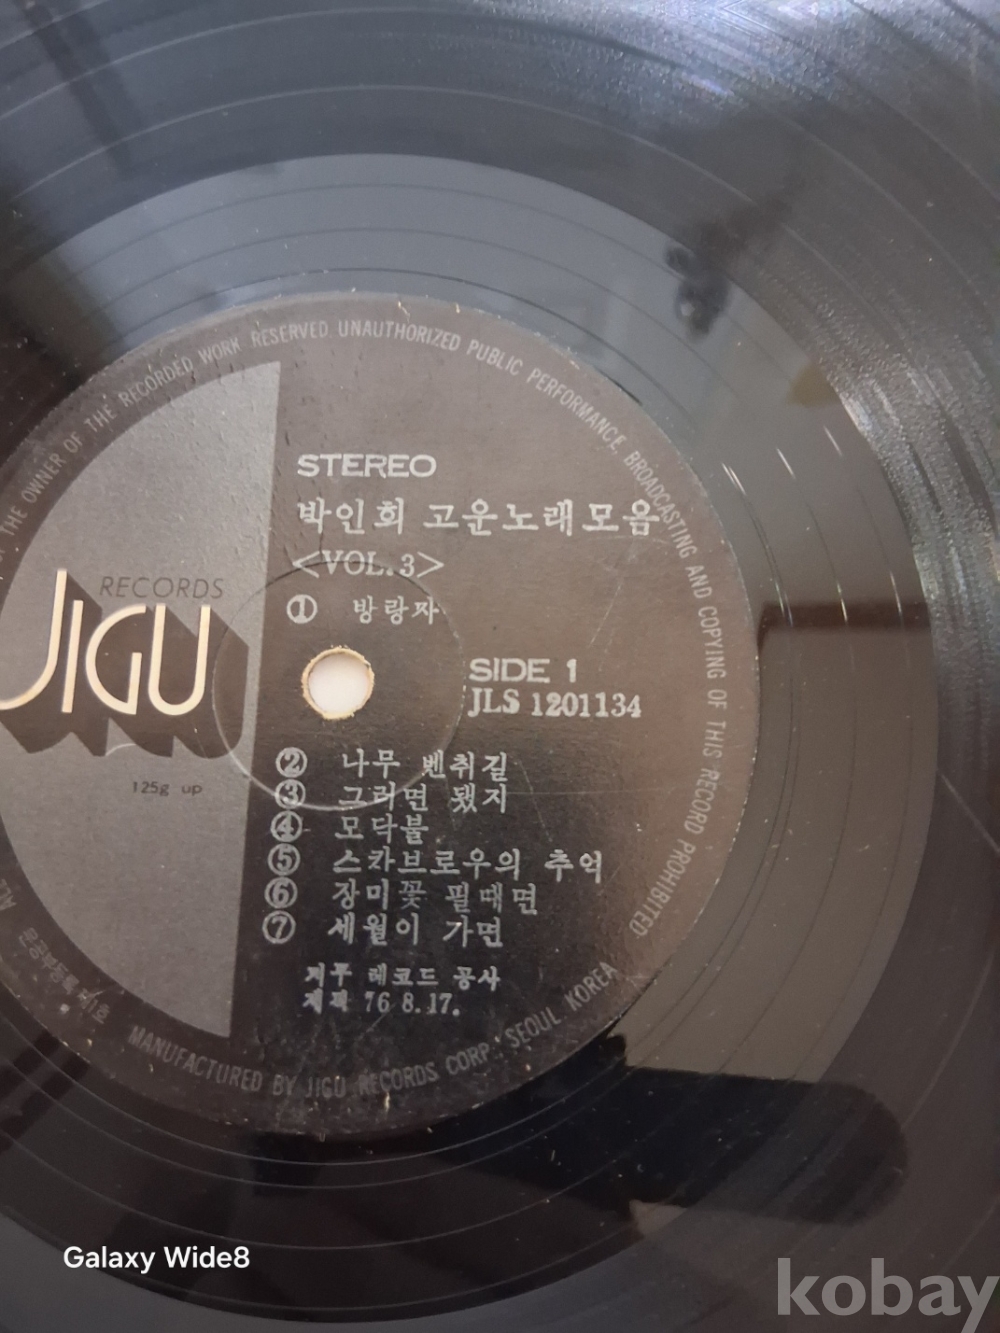 THE OWNER OF THE RECORDED WORK RESERVED. UNAUTHORIZED PUBLIC PERFORMANCE, BROADCASTING AND COPYING OF THIS RECORD PROHIBITED
STEREO
박인희 고운노래모음
<VOL.3>
① 방랑자
RECORDS
JIGU
SIDE 1
JLS 1201134
125g up
② 나무 벤취길
③ 그러면 됐지
④ 모닥불
⑤ 스카브로우의 추억
⑥ 장미꽃 필때면
⑦ 세월이 가면
지구 레코드 공사
제작 76 8.17.
MANUFACTURED BY JIGU RECORDS CORP. SEOUL KOREA
Galaxy Wide8
kobay